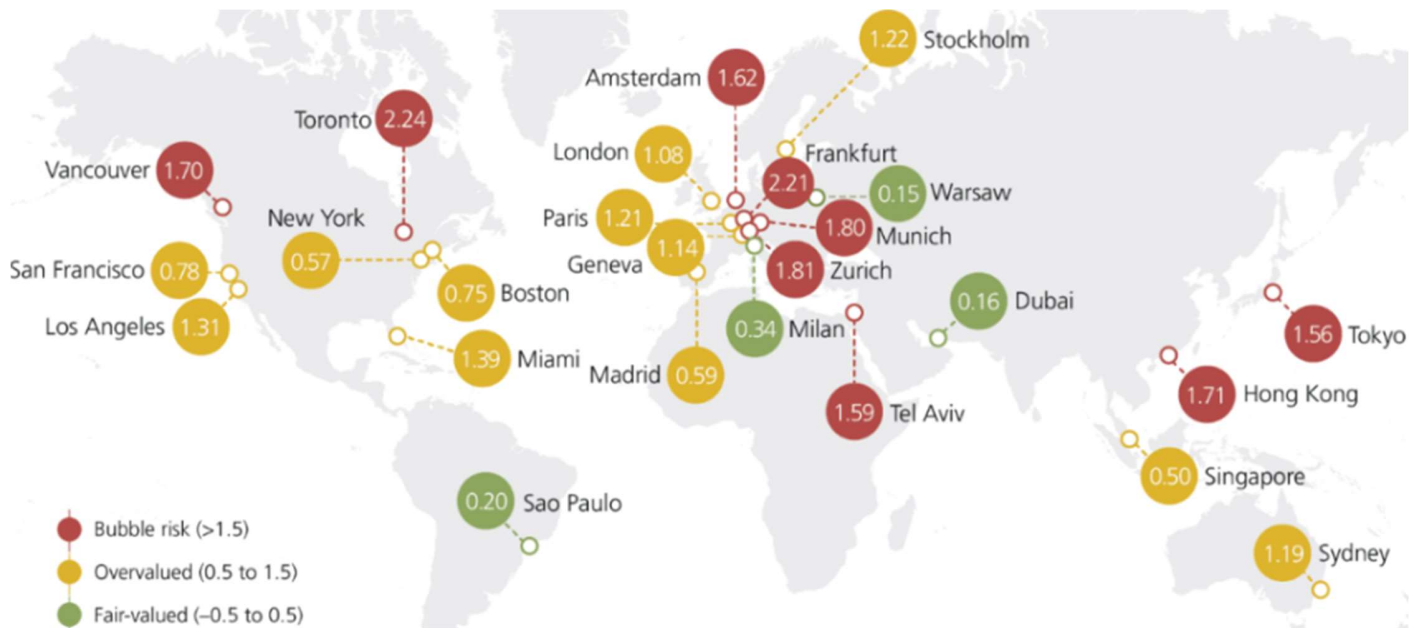 1.22 Stockholm
Amsterdam 1.62
Toronto 2.24
London 1.08
Frankfurt
2.21
Vancouver 1.70
0.15 Warsaw
New York
0.57
Paris 1.21
1.80 Munich
1.14
Geneva
San Francisco 0.78
1.81 Zurich
0.75 Boston
0.16 Dubai
Los Angeles 1.31
0.34 Milan
1.56 Tokyo
1.39 Miami
Madrid 0.59
1.71 Hong Kong
1.59 Tel Aviv
0.50 Singapore
0.20 Sao Paulo
1.19 Sydney
Bubble risk (>1.5)
Overvalued (0.5 to 1.5)
Fair-valued (–0.5 to 0.5)